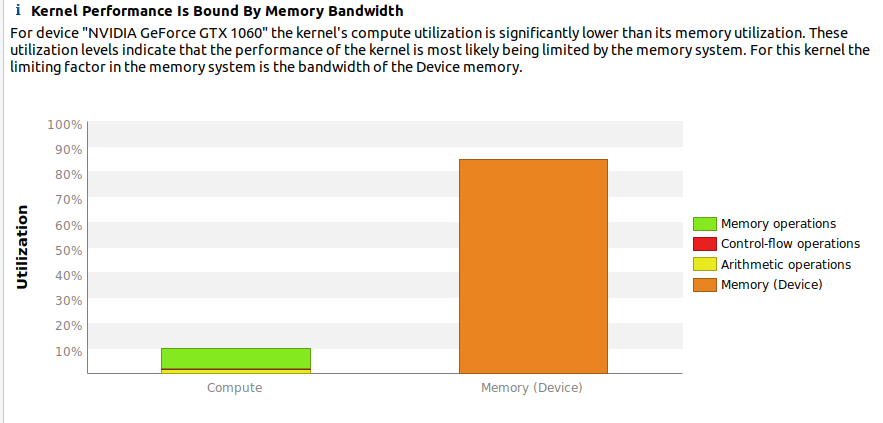 i Kernel Performance Is Bound By Memory Bandwidth
For device "NVIDIA GeForce GTX 1060" the kernel's compute utilization is significantly lower than its memory utilization. These
utilization levels indicate that the performance of the kernel is most likely being limited by the memory system. For this kernel the
limiting factor in the memory system is the bandwidth of the Device memory.
100%
90%
80%
70%
60%
50%
40%
30%
20%
10%
Utilization
Compute
Memory (Device)
Memory operations
Control-flow operations
Arithmetic operations
Memory (Device)